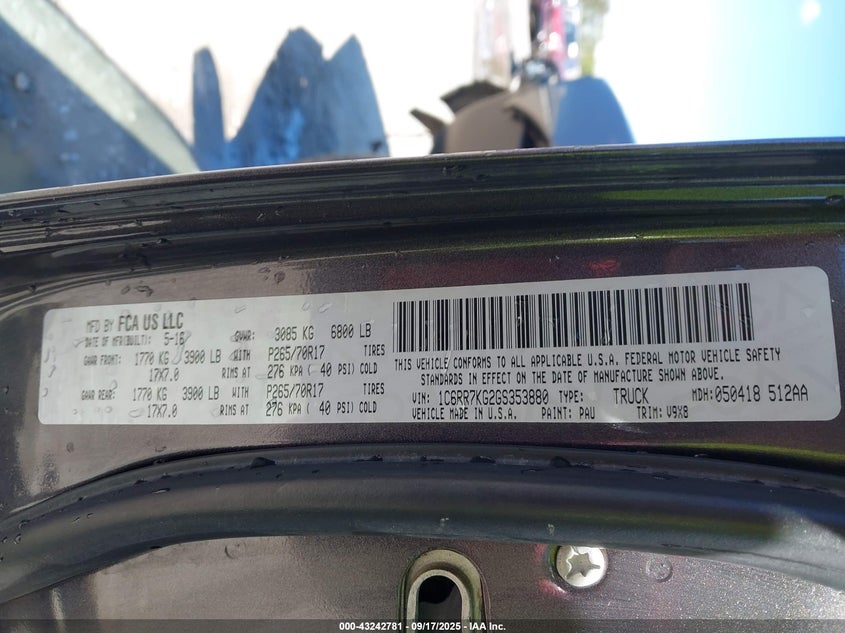 MFD BY FCA US LLC
DATE OF MFR(BUILT): 5-16 GVWR: 3085 KG 6800 LB
GAWR FRONT: 1770 KG 3900 LB WITH P265/70R17 TIRES
17X7.0 RIMS AT 276 KPA ( 40 PSI) COLD
GAWR REAR: 1770 KG 3900 LB WITH P265/70R17 TIRES
17X7.0 RIMS AT 276 KPA ( 40 PSI) COLD
THIS VEHICLE CONFORMS TO ALL APPLICABLE U.S.A. FEDERAL MOTOR VEHICLE SAFETY
STANDARDS IN EFFECT ON THE DATE OF MANUFACTURE SHOWN ABOVE.
VIN: 1C6RR7KG2GS353880 TYPE: TRUCK MDH: 050418 512AA
VEHICLE MADE IN U.S.A. PAINT: PAU TRIM: V9X8
000-43242781 - 09/17/2025 - IAA Inc.